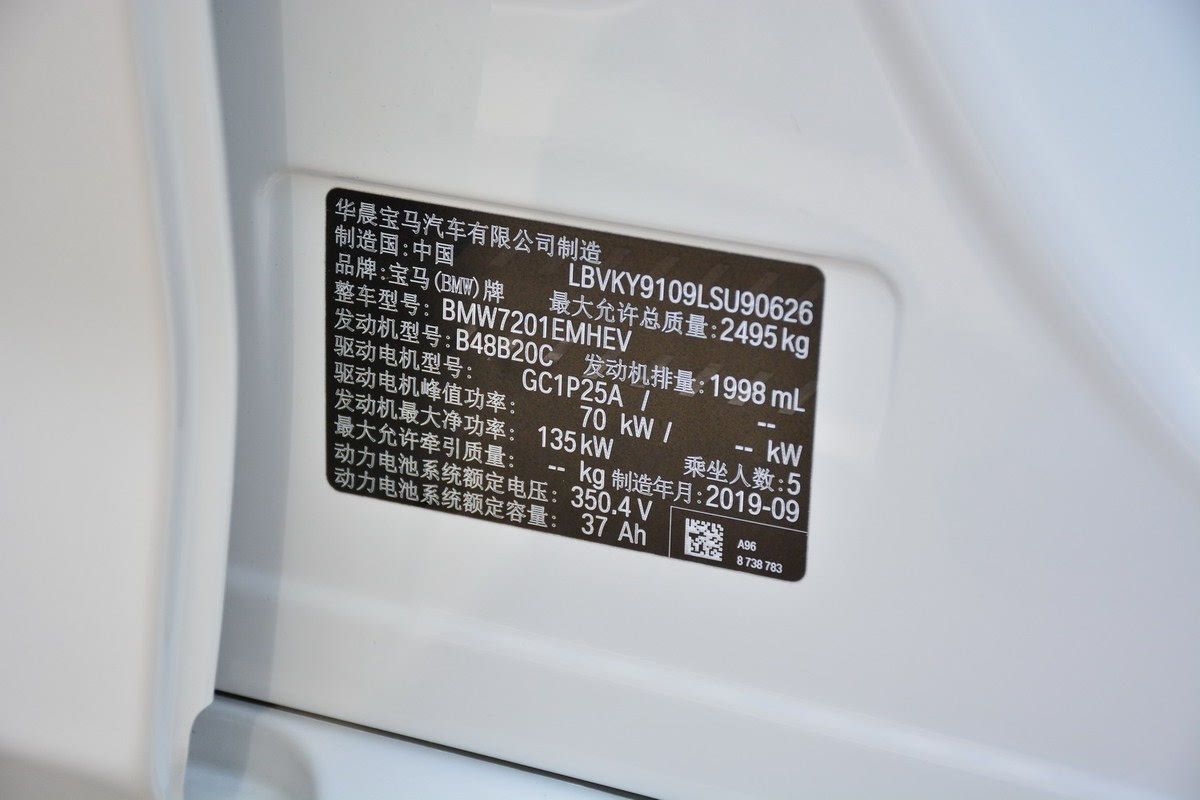 华晨宝马汽车有限公司制造
制造国:中国 LBVKY9109LSU90626
品牌:宝马(BMW)牌 最大允许总质量:2495kg
整车型号: BMW7201EMHEV
发动机型号:B48B20C 发动机排量:1998 mL
驱动电机型号: GC1P25A / --
驱动电机峰值功率: 70 kW / -- kW
发动机最大净功率: 135kW 乘坐人数:5
最大允许牵引质量: -- kg 制造年月:2019-09
动力电池系统额定电压: 350.4 V
动力电池系统额定容量: 37 Ah
A96
8 738 783